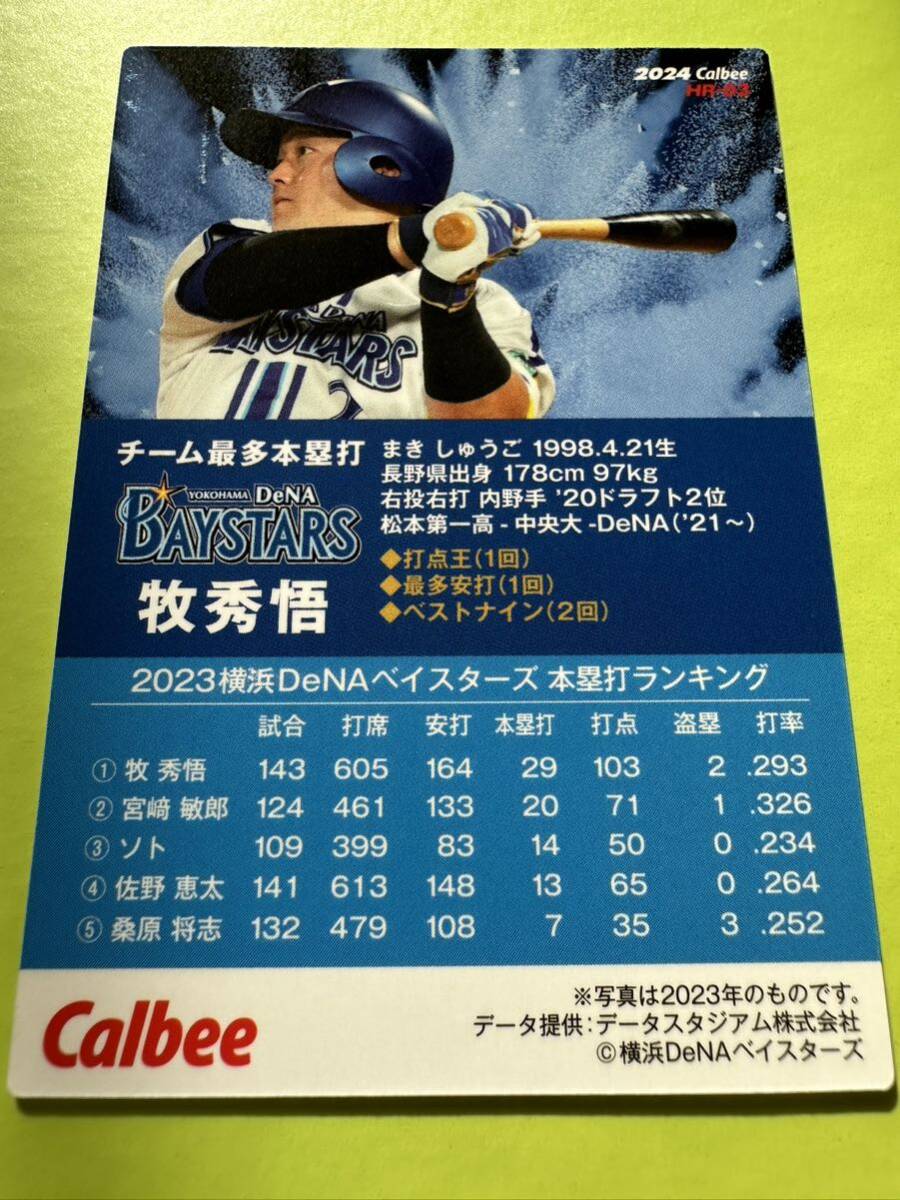 2024 Calbee
HR-03
BAYSTARS
チーム最多本塁打
YOKOHAMA DeNA
BAYSTARS
牧秀悟
まき しゅうご 1998.4.21生
長野県出身 178cm 97kg
右投右打 内野手 '20ドラフト2位
松本第一高-中央大-DeNA('21～)
◆打点王(1回)
◆最多安打(1回)
◆ベストナイン(2回)
2023横浜DeNAベイスターズ 本塁打ランキング
試合 打席 安打 本塁打 打点 盗塁 打率
① 牧 秀悟 143 605 164 29 103 2 .293
② 宮﨑 敏郎 124 461 133 20 71 1 .326
③ ソト 109 399 83 14 50 0 .234
④ 佐野 恵太 141 613 148 13 65 0 .264
⑤ 桑原 将志 132 479 108 7 35 3 .252
Calbee
※写真は2023年のものです。
データ提供:データスタジアム株式会社
©横浜DeNAベイスターズ